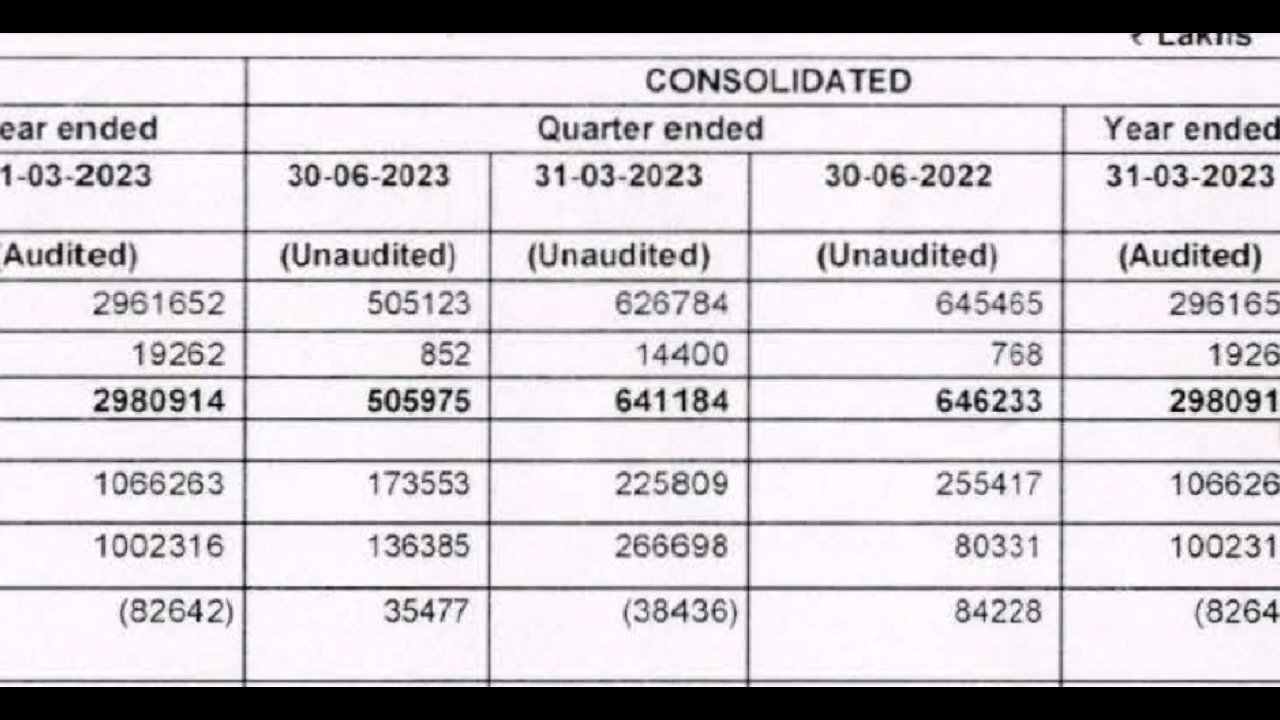 ₹ Lakhs
CONSOLIDATED
ear ended Quarter ended Year ended
1-03-2023 30-06-2023 31-03-2023 30-06-2022 31-03-2023
(Audited) (Unaudited) (Unaudited) (Unaudited) (Audited)
2961652 505123 626784 645465 296165
19262 852 14400 768 1926
2980914 505975 641184 646233 298091
1066263 173553 225809 255417 106626
1002316 136385 266698 80331 100231
(82642) 35477 (38436) 84228 (8264